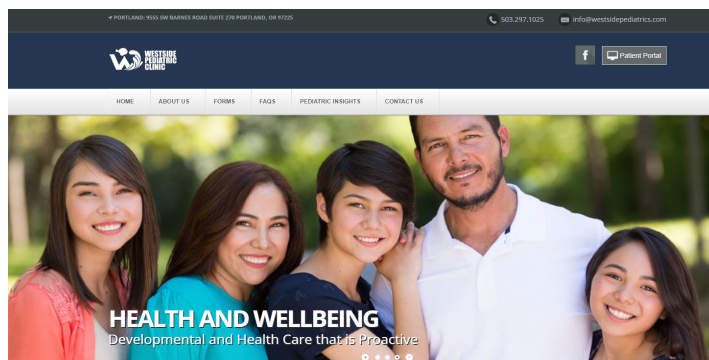 PORTLAND: 9555 SW BARNES ROAD SUITE 270 PORTLAND, OR 97225
503.297.1025
info@westsidepediatrics.com
WESTSIDE
PEDIATRIC
CLINIC
f
Patient Portal
HOME ABOUT US FORMS FAQS PEDIATRIC INSIGHTS CONTACT US
HEALTH AND WELLBEING
Developmental and Health Care that is Proactive